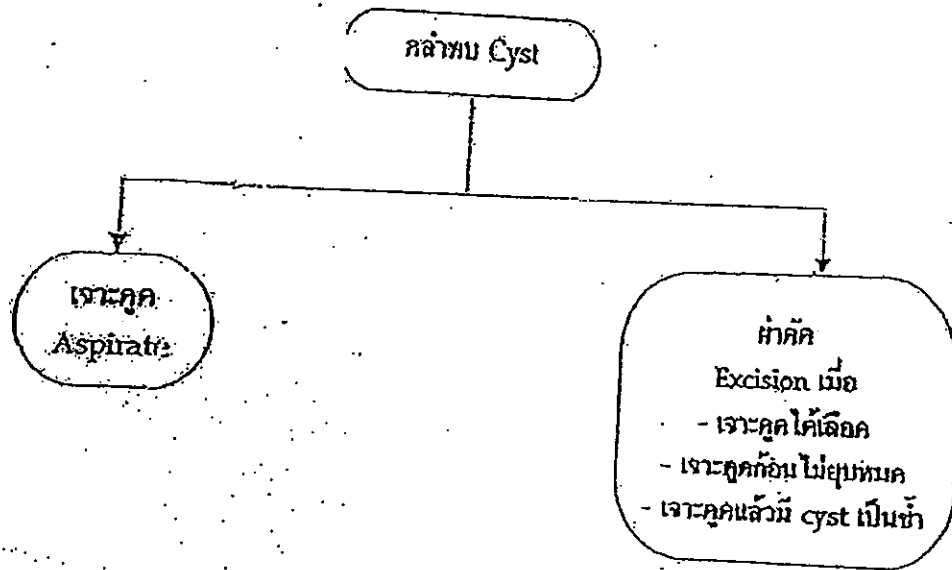 คลำพบ Cyst
เจาะดูด
Aspirate
ผ่าตัด
Excision เมื่อ
- เจาะดูดได้เลือด
- เจาะดูดก้อนไม่ยุบหมด
- เจาะดูดแล้วมี cyst เป็นซ้ำ